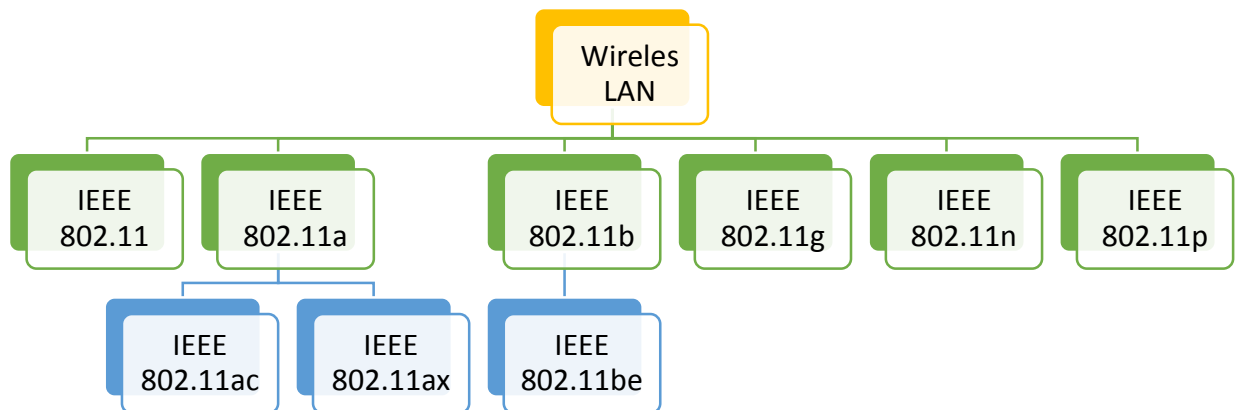 Wireles
LAN
IEEE
802.11
IEEE
802.11a
IEEE
802.11b
IEEE
802.11g
IEEE
802.11n
IEEE
802.11p
IEEE
802.11ac
IEEE
802.11ax
IEEE
802.11be